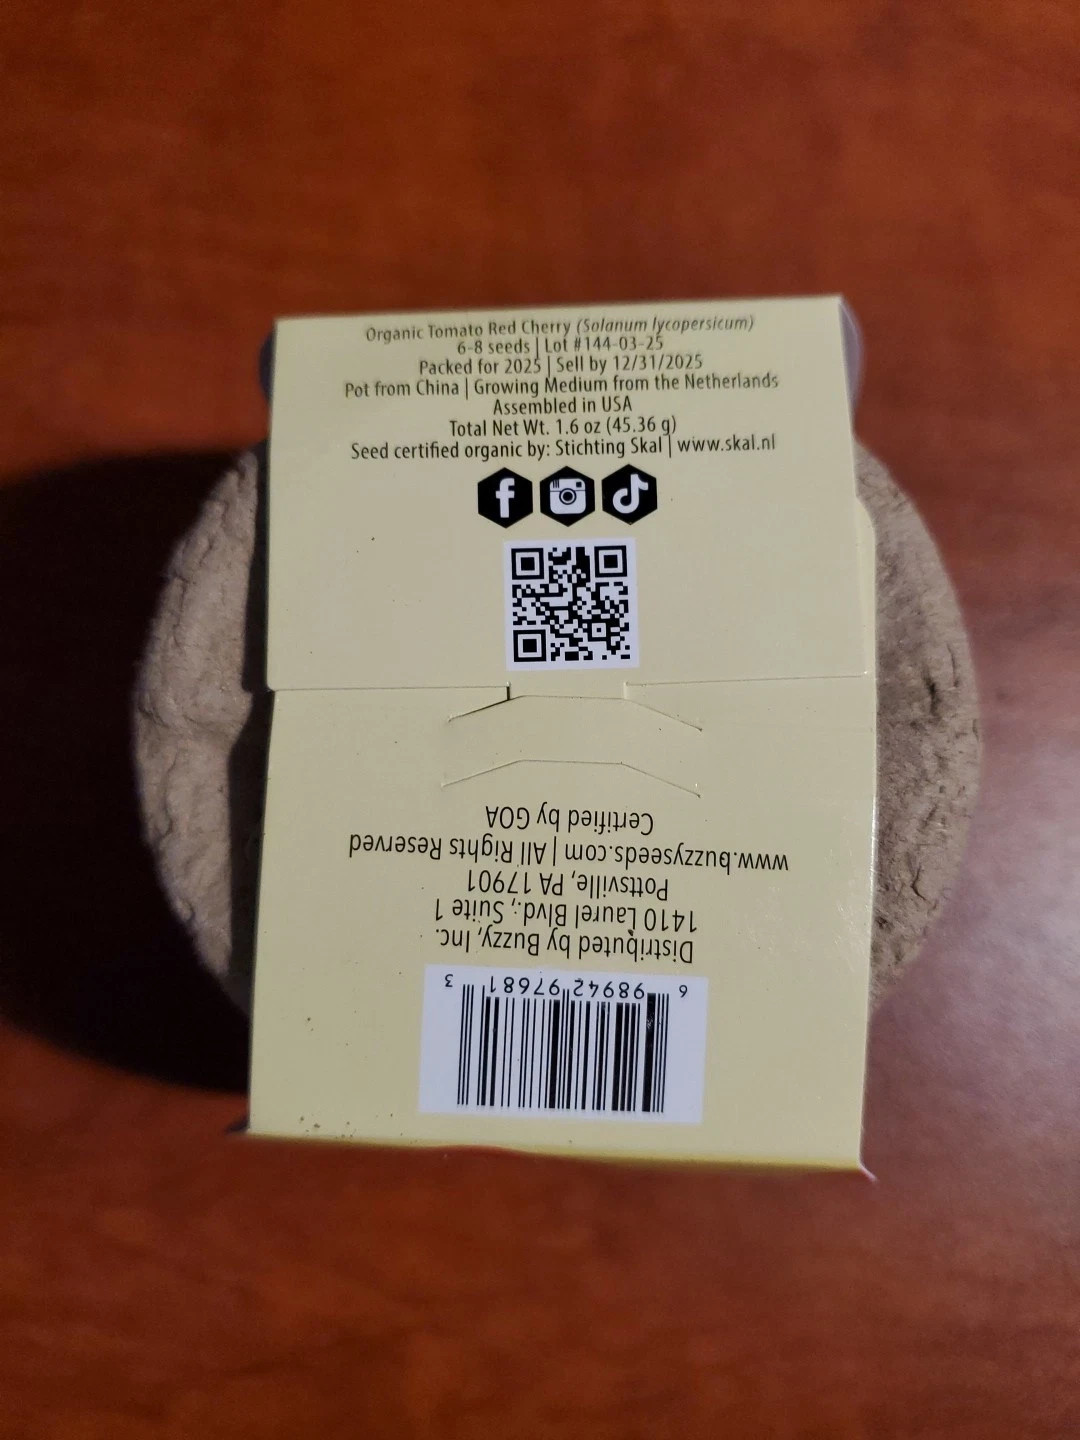 Organic Tomato Red Cherry (Solanum lycopersicum)
6-8 seeds | Lot #144-03-25
Packed for 2025 | Sell by 12/31/2025
Pot from China | Growing Medium from the Netherlands
Assembled in USA
Total Net Wt. 1.6 oz (45.36 g)
Seed certified organic by: Stichting Skal | www.skal.nl
Distributed by Buzzy, Inc.
1410 Laurel Blvd., Suite 1
Pottsville, PA 17901
www.buzzyseeds.com | All Rights Reserved
Certified by GOA
6 98942 97681 3